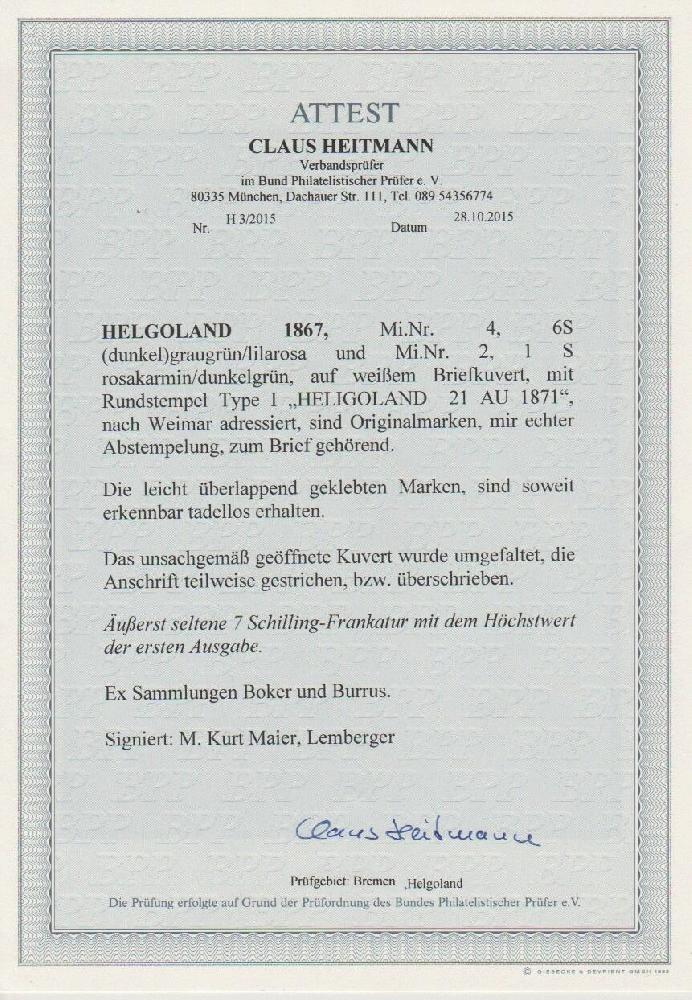 ATTEST
CLAUS HEITMANN
Verbandsprüfer
im Bund Philatelistischer Prüfer e. V.
80335 München, Dachauer Str. 111, Tel. 089 54356774
Nr. H 3/2015 Datum 28.10.2015
HELGOLAND 1867, Mi.Nr. 4, 6S
(dunkel)graugrün/lilarosa und Mi.Nr. 2, 1 S
rosakarmin/dunkelgrün, auf weißem Briefkuvert, mit
Rundstempel Type I „HELIGOLAND 21 AU 1871“,
nach Weimar adressiert, sind Originalmarken, mir echter
Abstempelung, zum Brief gehörend.
Die leicht überlappend geklebten Marken, sind soweit
erkennbar tadellos erhalten.
Das unsachgemäß geöffnete Kuvert wurde umgefaltet, die
Anschrift teilweise gestrichen, bzw. überschrieben.
Äußerst seltene 7 Schilling-Frankatur mit dem Höchstwert
der ersten Ausgabe.
Ex Sammlungen Boker und Burrus.
Signiert: M. Kurt Maier, Lemberger
Claus Heitmann
Prüfgebiet: Bremen ,Helgoland
Die Prüfung erfolgte auf Grund der Prüfordnung des Bundes Philatelistischer Prüfer e.V.
© GIESECKE & DEVRIENT GMBH